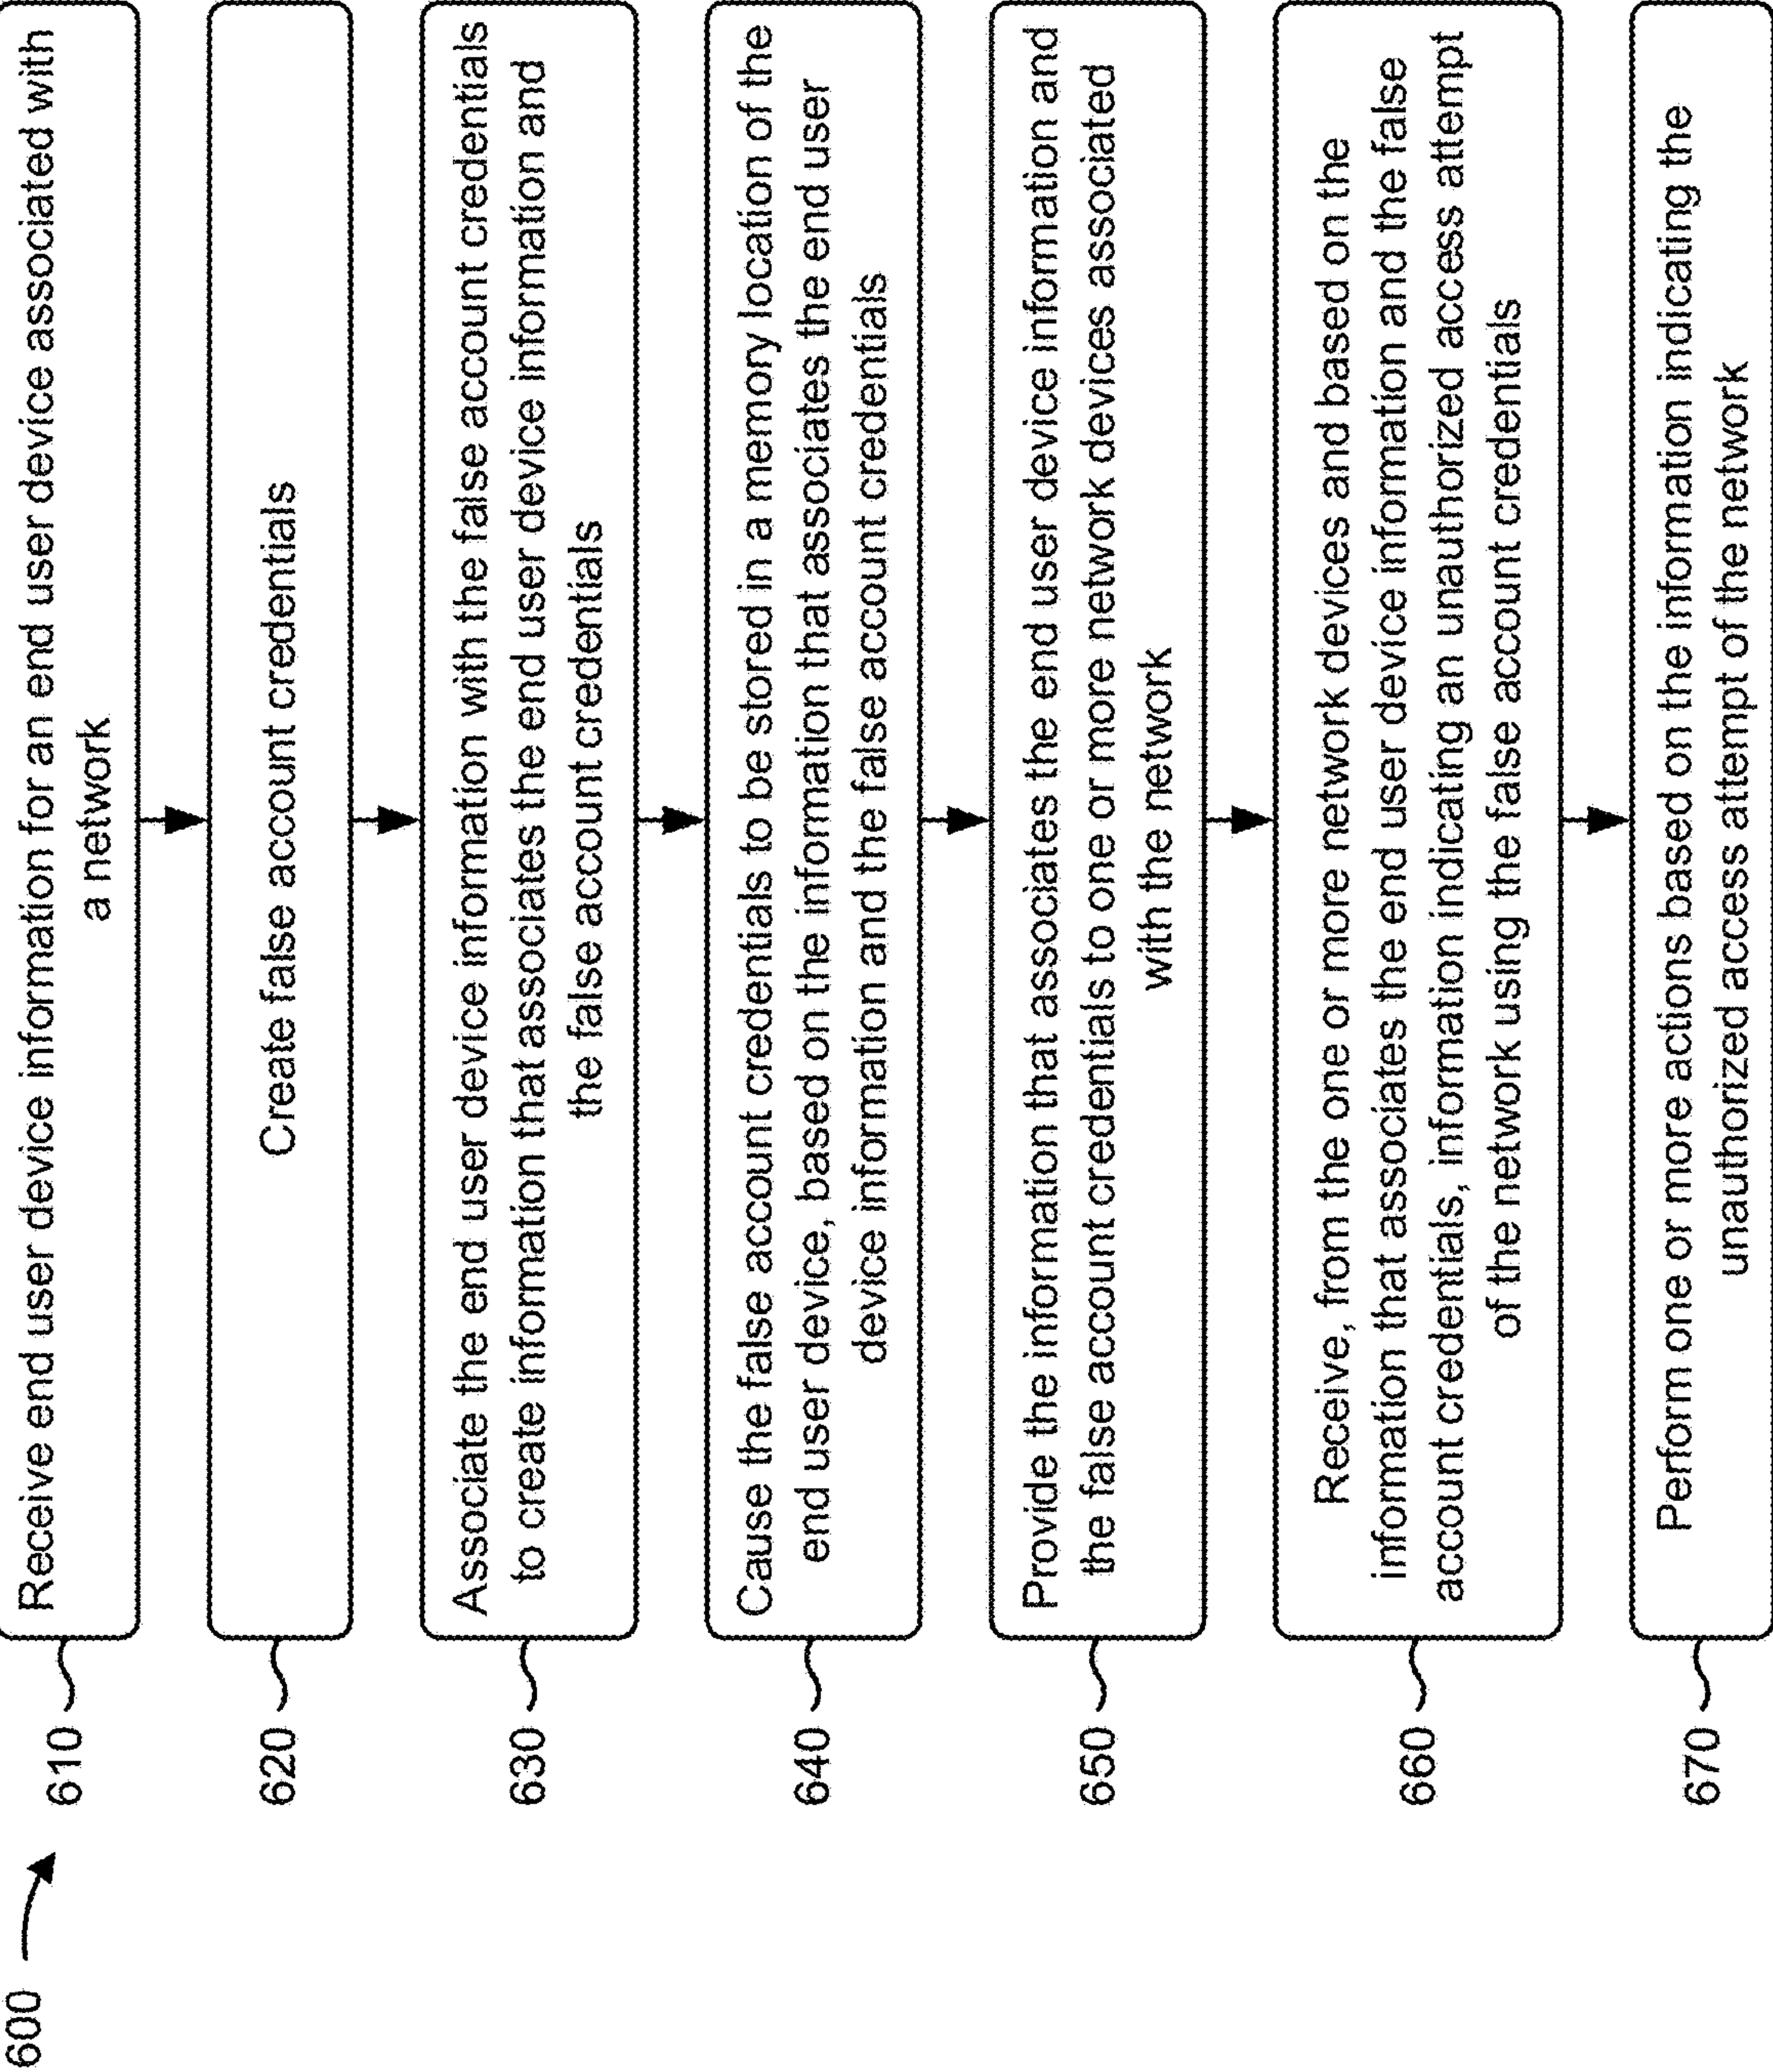 600
610
Receive end user device information for an end user device associated with
a network
620
Create false account credentials
630
Associate the end user device information with the false account credentials
to create information that associates the end user device information and
the false account credentials
640
Cause the false account credentials to be stored in a memory location of the
end user device, based on the information that associates the end user
device information and the false account credentials
650
Provide the information that associates the end user device information and
the false account credentials to one or more network devices associated
with the network
660
Receive, from the one or more network devices and based on the
information that associates the end user device information and the false
account credentials, information indicating an unauthorized access attempt
of the network using the false account credentials
670
Perform one or more actions based on the information indicating the
unauthorized access attempt of the network